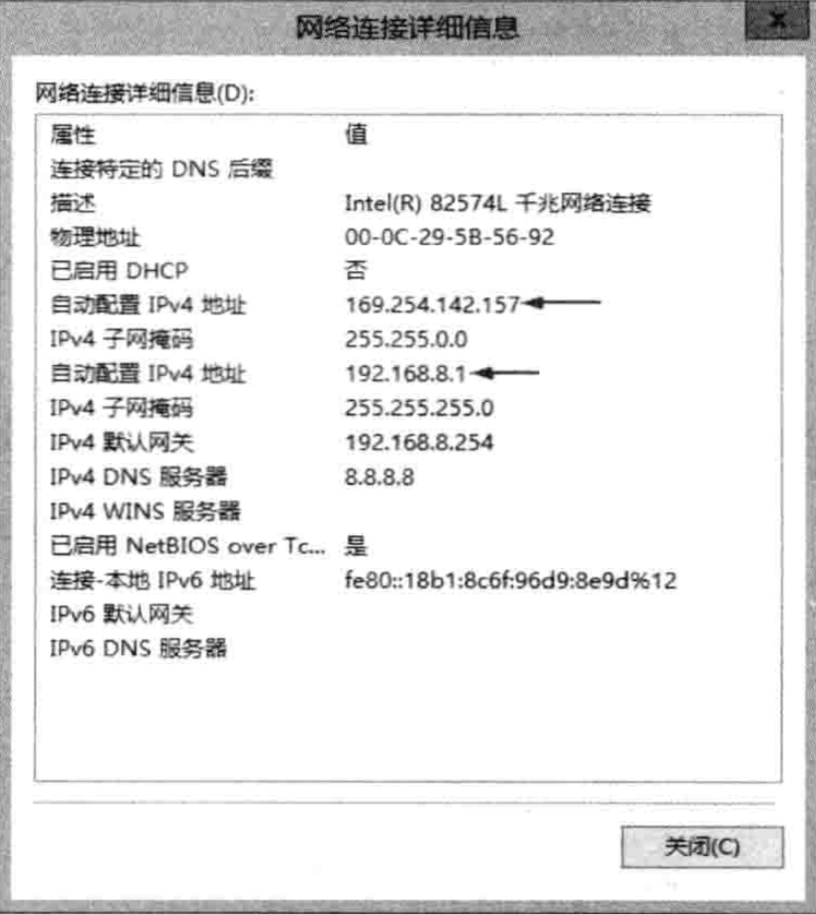 网络连接详细信息
网络连接详细信息(D):
属性 值
连接特定的 DNS 后缀
描述 Intel(R) 82574L 千兆网络连接
物理地址 00-0C-29-5B-56-92
已启用 DHCP 否
自动配置 IPv4 地址 169.254.142.157
IPv4 子网掩码 255.255.0.0
自动配置 IPv4 地址 192.168.8.1
IPv4 子网掩码 255.255.255.0
IPv4 默认网关 192.168.8.254
IPv4 DNS 服务器 8.8.8.8
IPv4 WINS 服务器
已启用 NetBIOS over Tc... 是
连接-本地 IPv6 地址 fe80::18b1:8c6f:96d9:8e9d%12
IPv6 默认网关
IPv6 DNS 服务器
关闭(C)